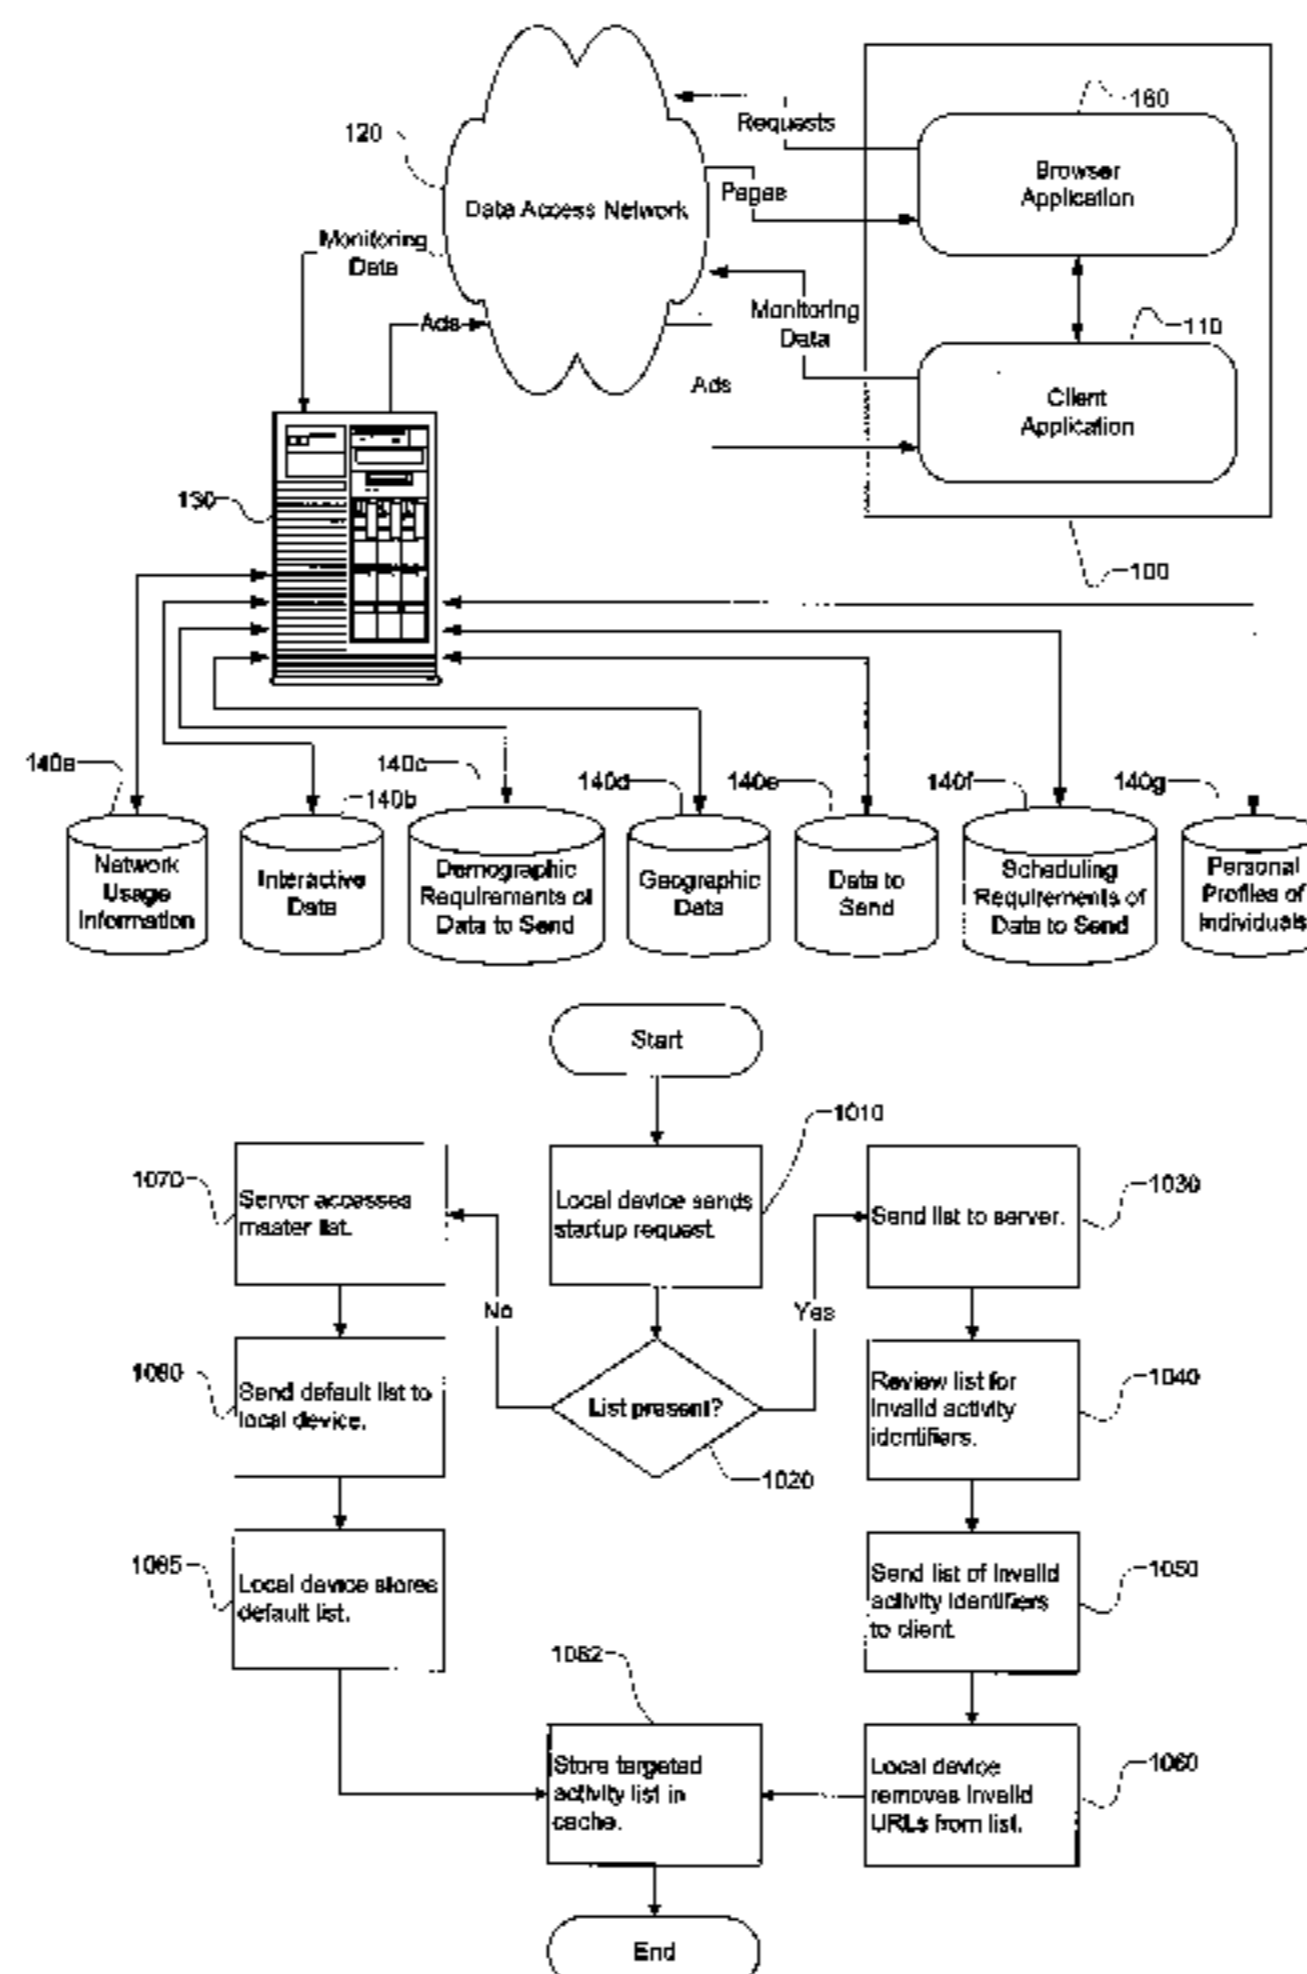 160
Requests
120
Browser
Application
Pages
Data Access Network
Monitoring
Data
Ads
Monitoring
Data
110
Ads
Client
Application
130
100
140a
140b
140c
140d
140e
140f
140g
Network
Usage
Information
Interactive
Data
Demographic
Requirements of
Data to Send
Geographic
Data
Data to
Send
Scheduling
Requirements of
Data to Send
Personal
Profiles of
Individuals
Start
1010
1070
Server accesses
master list.
Local device sends
startup request.
1030
Send list to server.
No
Yes
1080
Send default list to
local device.
List present?
1020
Review list for
invalid activity
identifiers.
1040
1085
Local device stores
default list.
Send list of invalid
activity identifiers
to client.
1050
1082
Store targeted
activity list in
cache.
Local device
removes invalid
URLs from list.
1060
End